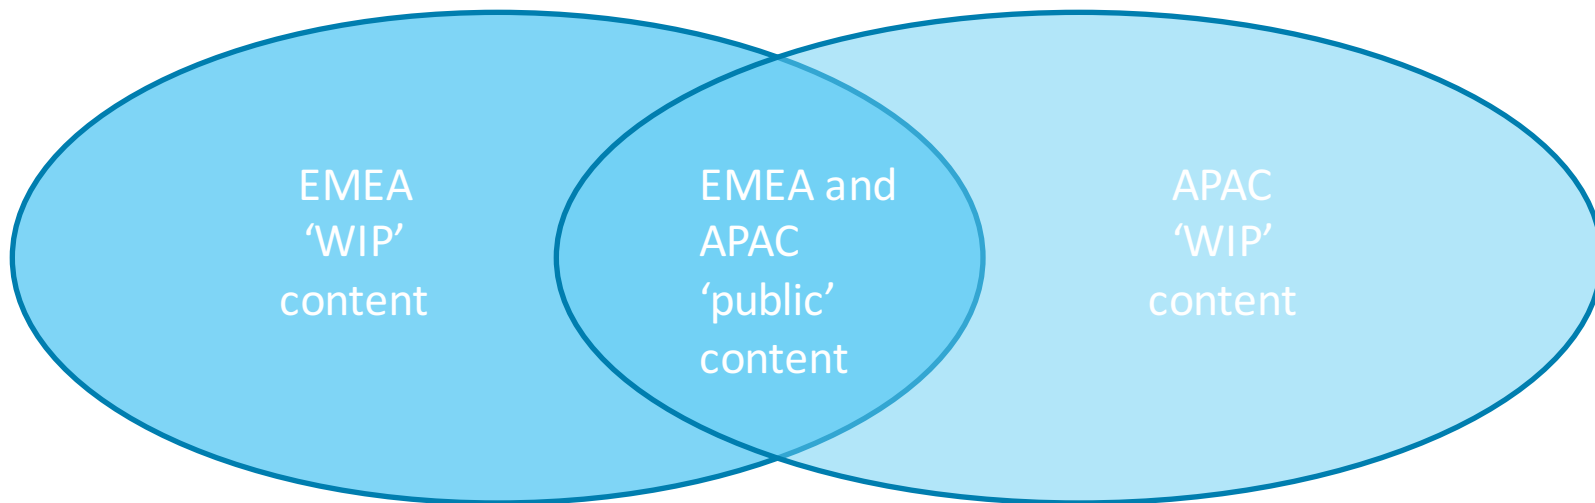 EMEA
‘WIP’
content
EMEA and
APAC
‘public’
content
APAC
‘WIP’
content